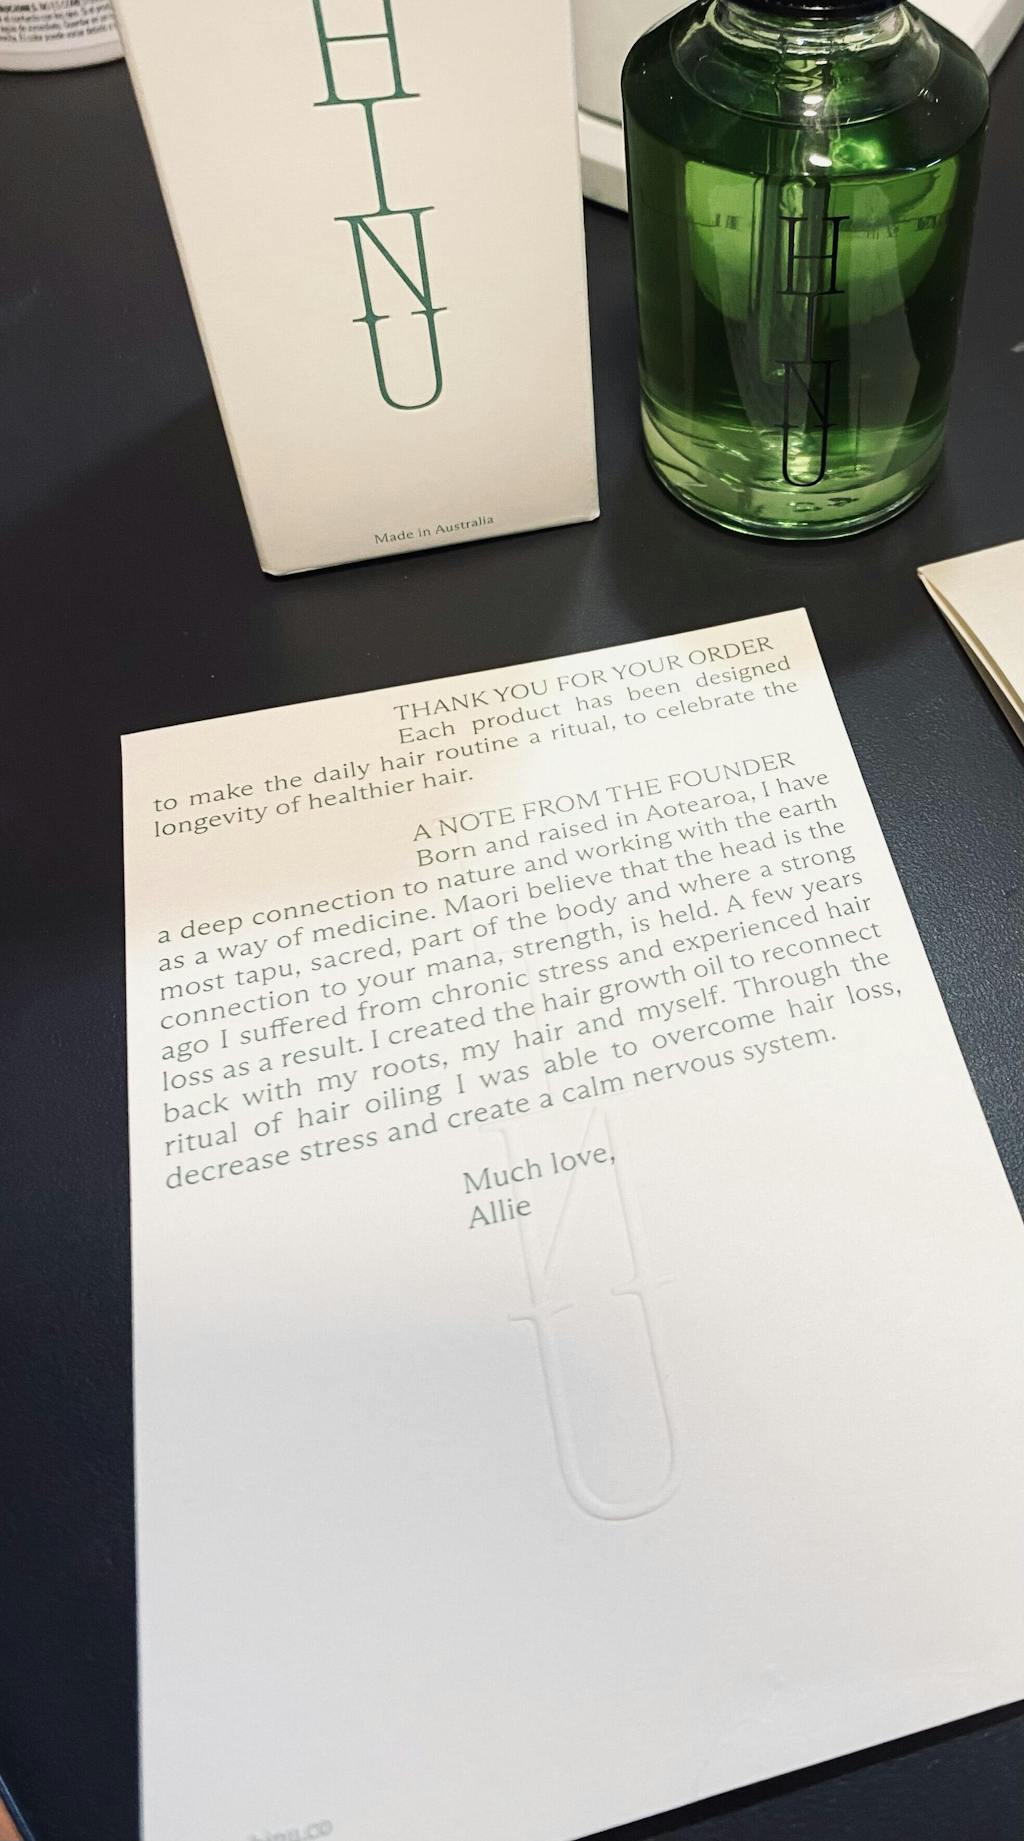 HINU
Made in Australia
HINU
THANK YOU FOR YOUR ORDER
Each product has been designed
to make the daily hair routine a ritual, to celebrate the
longevity of healthier hair.
A NOTE FROM THE FOUNDER
Born and raised in Aotearoa, I have
a deep connection to nature and working with the earth
as a way of medicine. Maori believe that the head is the
most tapu, sacred, part of the body and where a strong
connection to your mana, strength, is held. A few years
ago I suffered from chronic stress and experienced hair
loss as a result. I created the hair growth oil to reconnect
back with my roots, my hair and myself. Through the
ritual of hair oiling I was able to overcome hair loss,
decrease stress and create a calm nervous system.
Much love,
Allie
NU